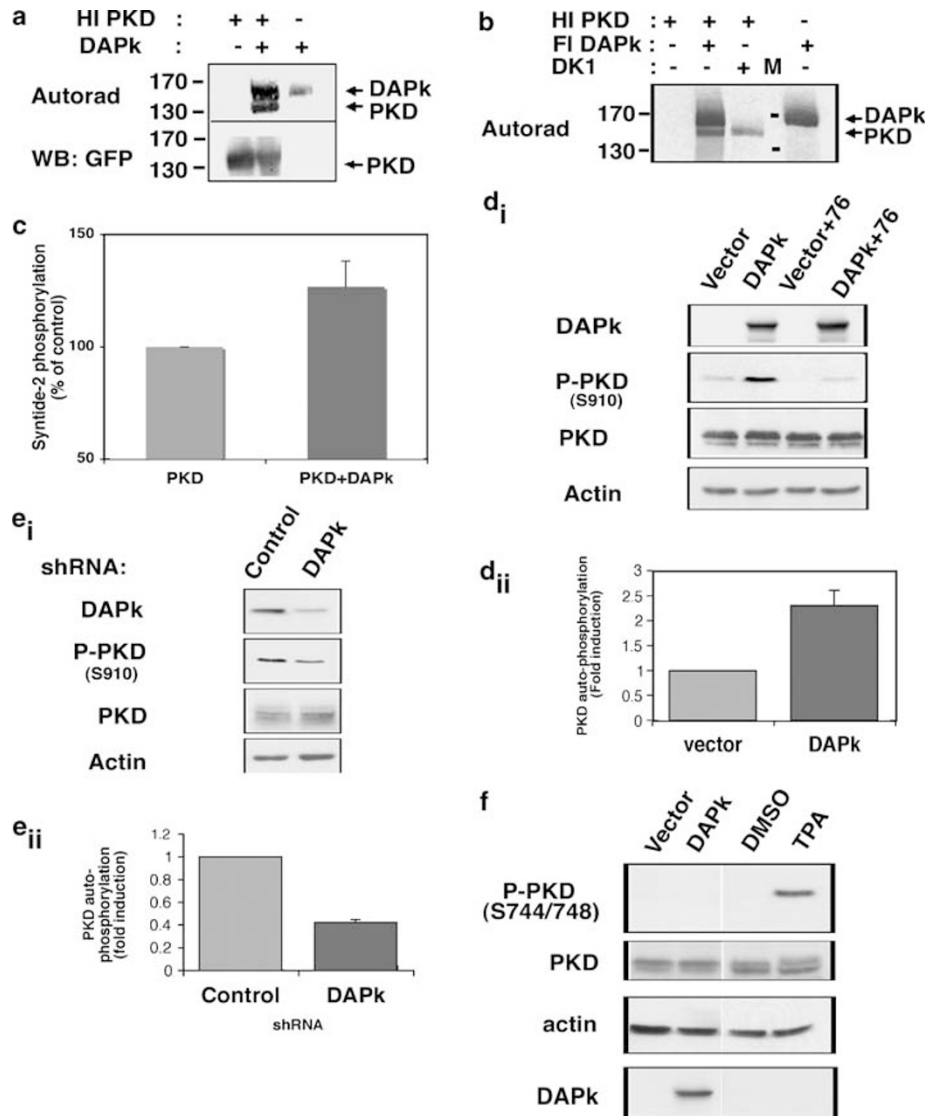 a
HI PKD : + + -
DAPk : - + +
Autorad
170
130
DAPk
PKD
WB: GFP
170
130
PKD
b
HI PKD : + + + -
Fl DAPk : - + - +
DK1 : - - + M -
Autorad
170
130
DAPk
PKD
c
Syntide-2 phosphorylation
(% of control)
150
100
50
PKD PKD+DAPk
di
Vector DAPk Vector+76 DAPk+76
DAPk
P-PKD
(S910)
PKD
Actin
dii
PKD auto-phosphorylation
(Fold induction)
3
2.5
2
1.5
1
0.5
0
vector DAPk
ei
shRNA: Control DAPk
DAPk
P-PKD
(S910)
PKD
Actin
eii
PKD auto-
phosphorylation
(fold induction)
1.2
1
0.8
0.6
0.4
0.2
0
Control DAPk
shRNA
f
Vector DAPk DMSO TPA
P-PKD
(S744/748)
PKD
actin
DAPk